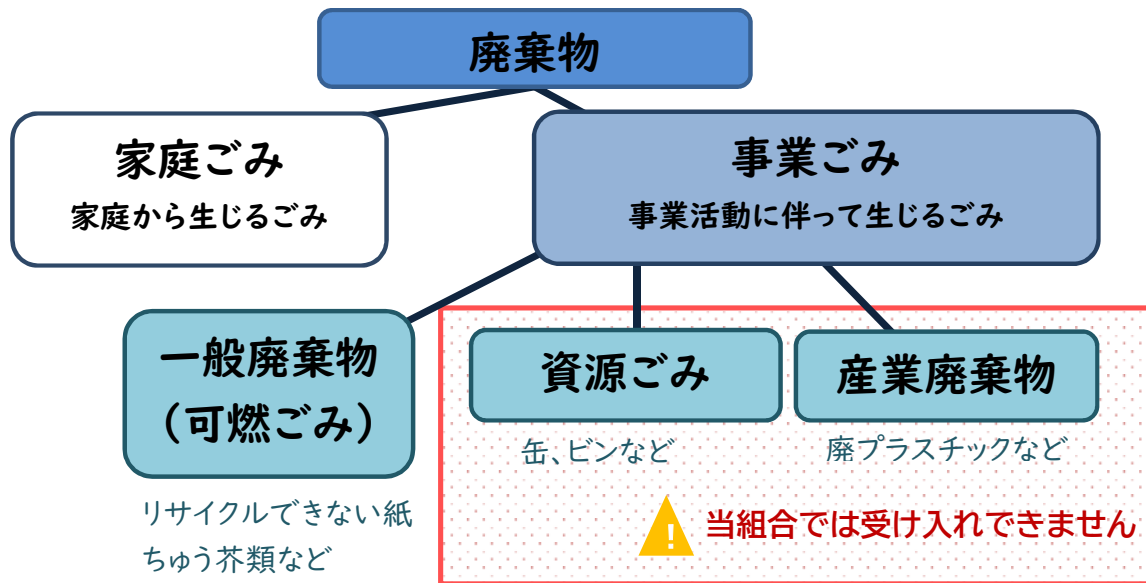 廃棄物
家庭ごみ
家庭から生じるごみ
事業ごみ
事業活動に伴って生じるごみ
一般廃棄物
（可燃ごみ）
リサイクルできない紙
ちゅう芥類など
資源ごみ
缶、ビンなど
産業廃棄物
廃プラスチックなど
! 当組合では受け入れできません